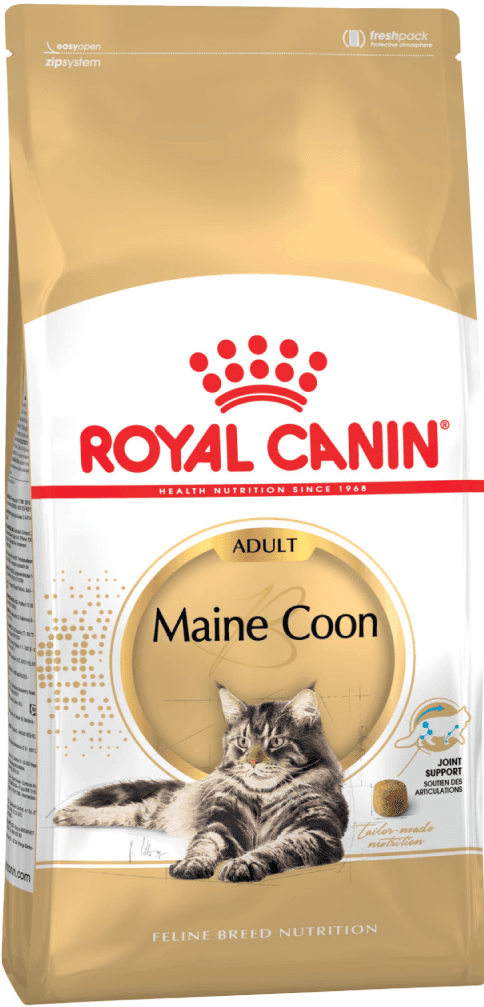 easyopen
zipsystem
freshpack
Protective atmosphere
ROYAL CANIN®
HEALTH NUTRITION SINCE 1968
ADULT
Maine Coon
JOINT
SUPPORT
SOUTIEN DES
ARTICULATIONS
Tailor-made
nutrition
FELINE BREED NUTRITION